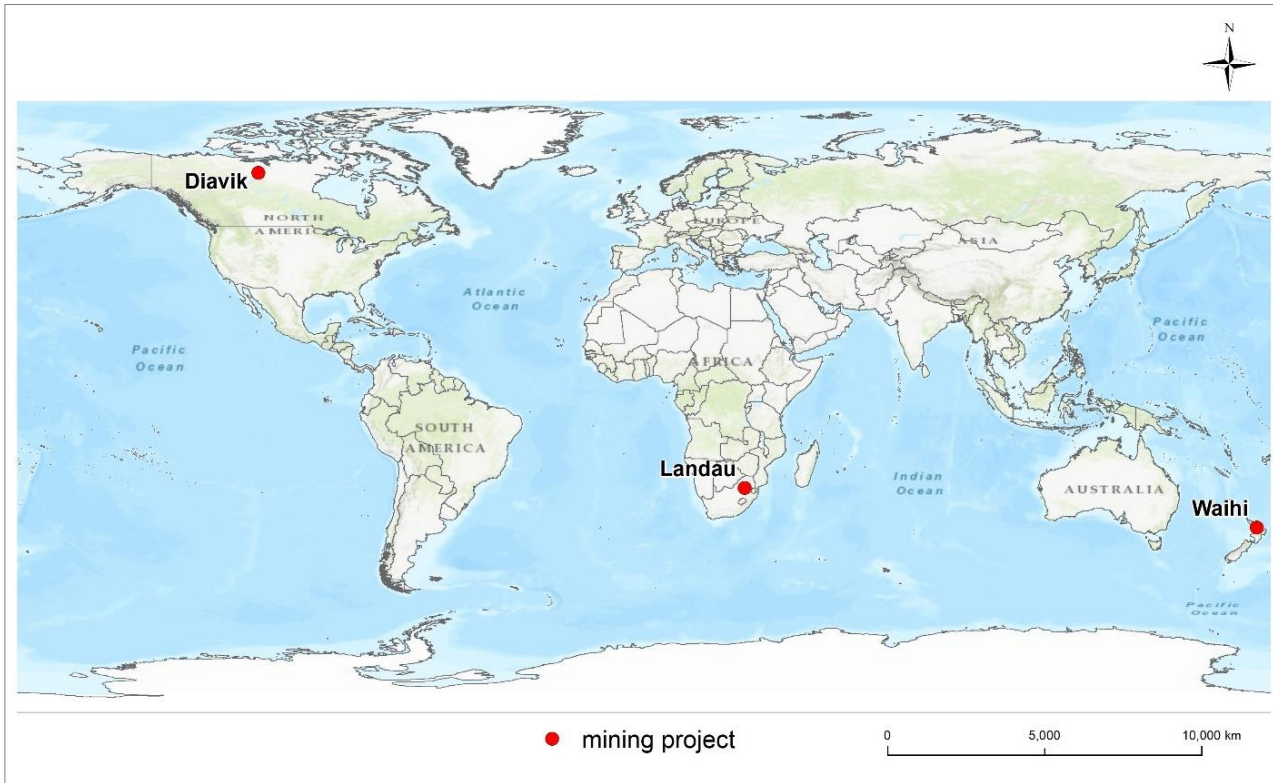 N
Diavik
NORTH
AMERIC
EUROPE
ASIA
Atlantic
Ocean
Pacific
Ocean
Pacific
Ocean
AFRICA
SOUTH
AMERICA
Landau
Indian
Ocean
AUSTRALIA
Waihi
Pacific
Ocean
mining project
0 5,000 10,000 km